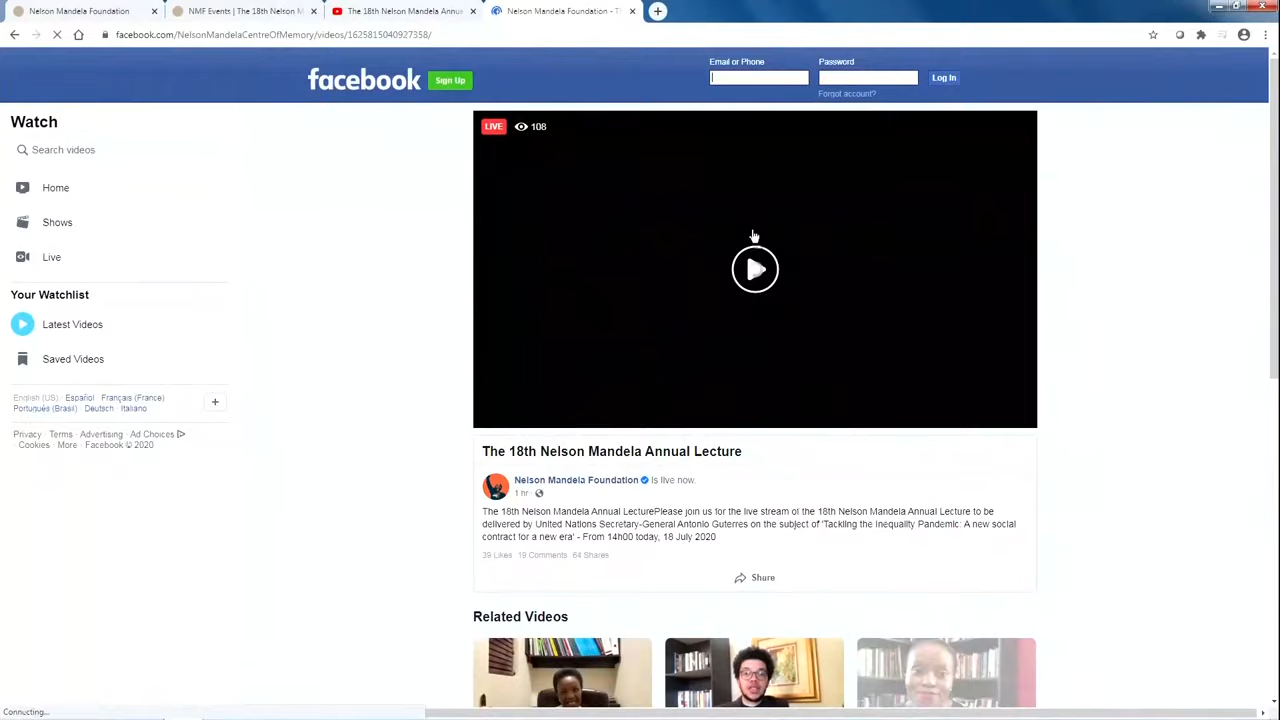 Nelson Mandela Foundation
NMF Events | The 18th Nelson M
The 18th Nelson Mandela Annua
Nelson Mandela Foundation - Th
facebook.com/NelsonMandelaCentreOfMemory/videos/1625815040927358/
facebook
Sign Up
Email or Phone
Password
Log In
Forgot account?
Watch
Search videos
Home
Shows
Live
Your Watchlist
Latest Videos
Saved Videos
English (US) · Español · Français (France)
Português (Brasil) · Deutsch · Italiano
Privacy · Terms · Advertising · Ad Choices
Cookies · More · Facebook © 2020
LIVE 108
The 18th Nelson Mandela Annual Lecture
Nelson Mandela Foundation is live now.
1 hr ·
The 18th Nelson Mandela Annual LecturePlease join us for the live stream of the 18th Nelson Mandela Annual Lecture to be
delivered by United Nations Secretary-General Antonio Guterres on the subject of 'Tackling the Inequality Pandemic: A new social
contract for a new era' - From 14h00 today, 18 July 2020
39 Likes · 19 Comments · 64 Shares
Share
Related Videos
Connecting...